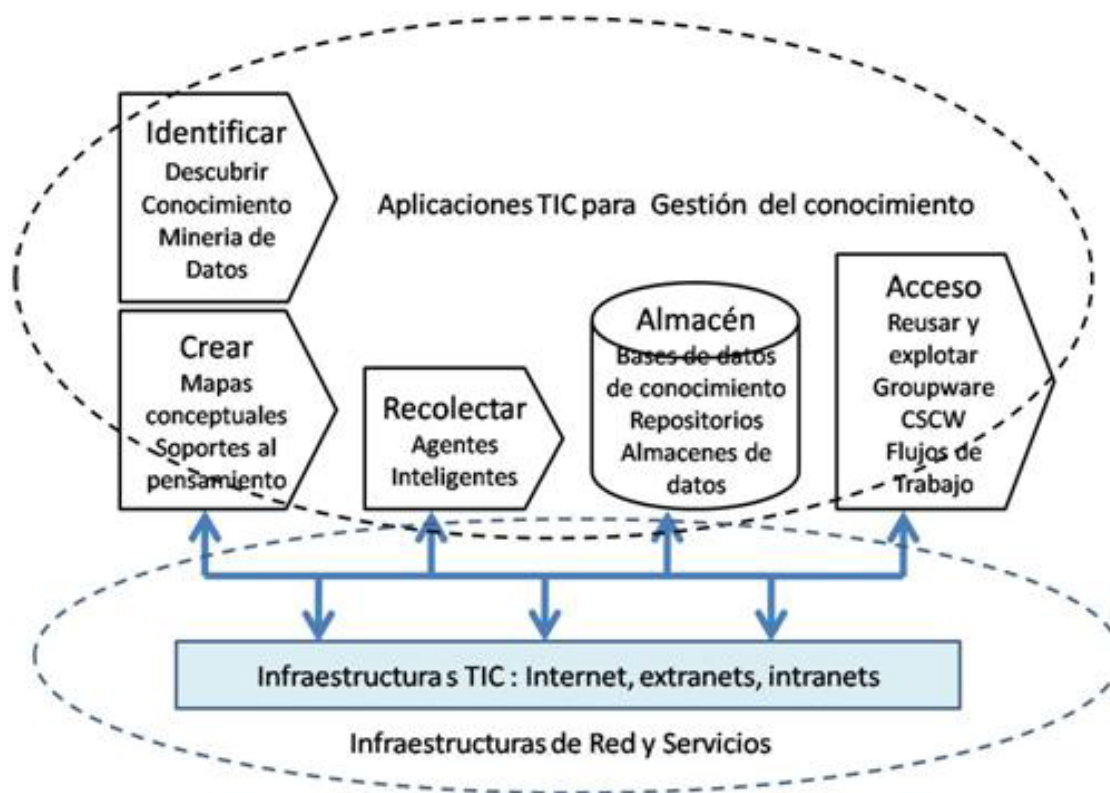 Identificar
Descubrir
Conocimiento
Mineria de
Datos
Aplicaciones TIC para Gestión del conocimiento
Crear
Mapas
conceptuales
Soportes al
pensamiento
Recolectar
Agentes
Inteligentes
Almacén
Bases de datos
de conocimiento
Repositorios
Almacenes de
datos
Acceso
Reusar y
explotar
Groupware
CSCW
Flujos de
Trabajo
Infraestructuras TIC : Internet, extranets, intranets
Infraestructuras de Red y Servicios